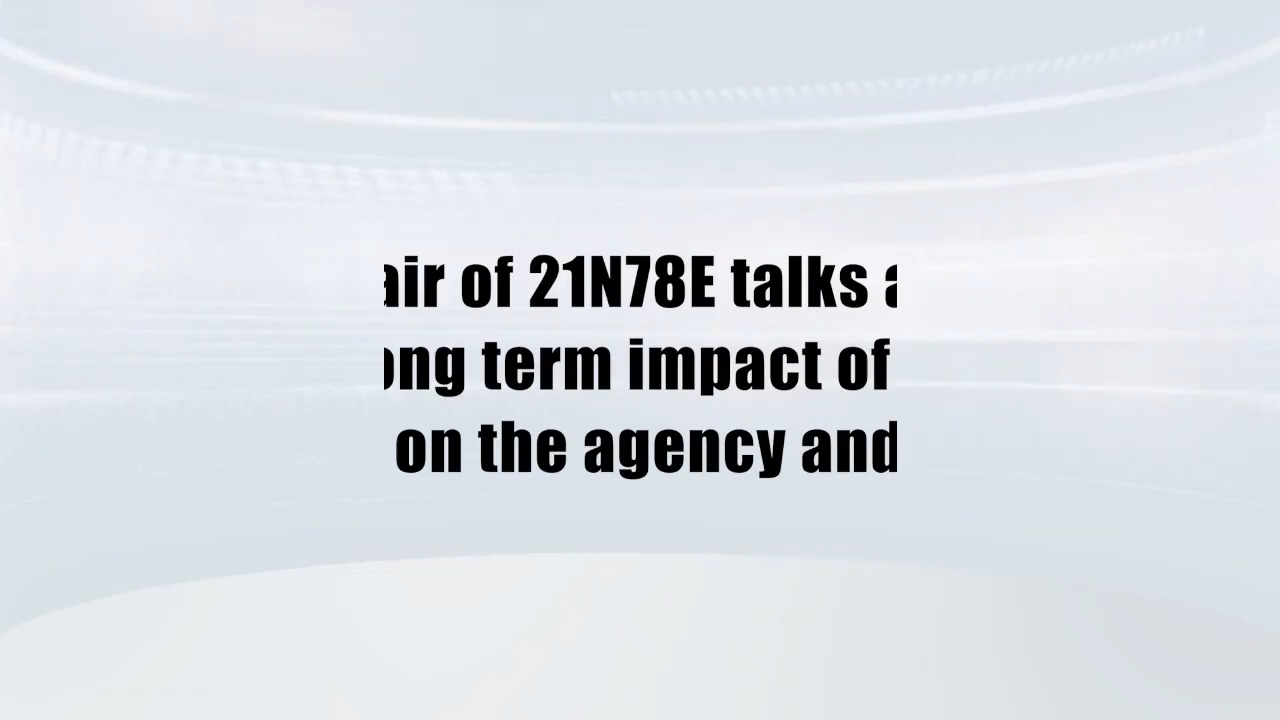 air of 21N78E talks a
ong term impact of
on the agency and